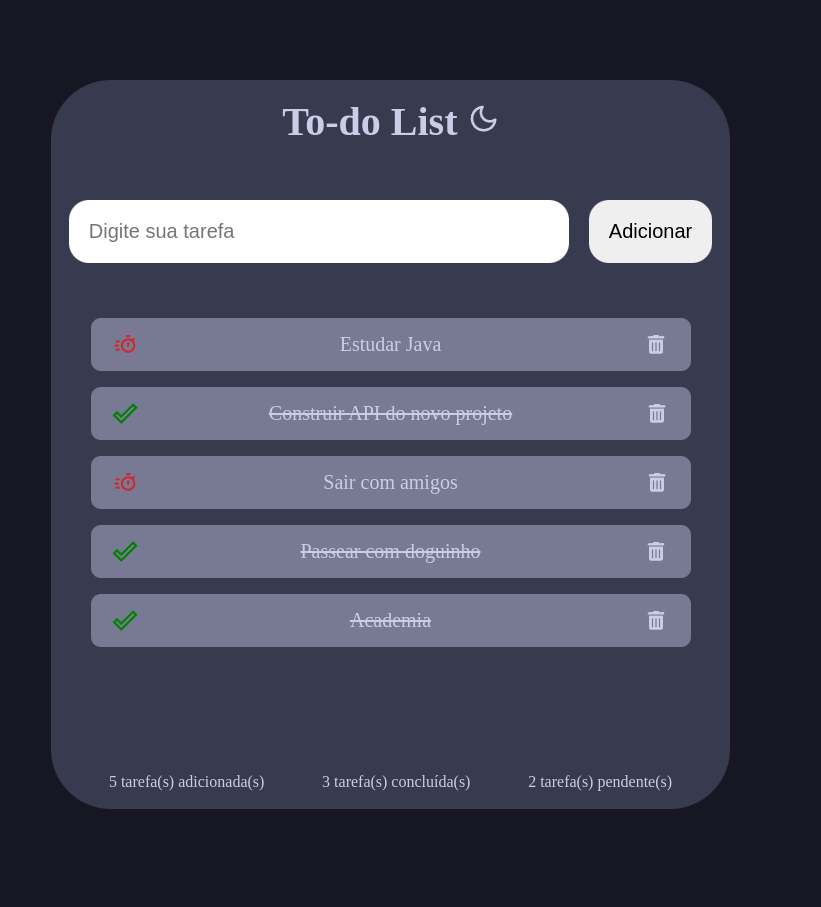 To-do List
Digite sua tarefa
Adicionar
Estudar Java
Construir API do novo projeto
Sair com amigos
Passear com doguinho
Academia
5 tarefa(s) adicionada(s) 3 tarefa(s) concluída(s) 2 tarefa(s) pendente(s)